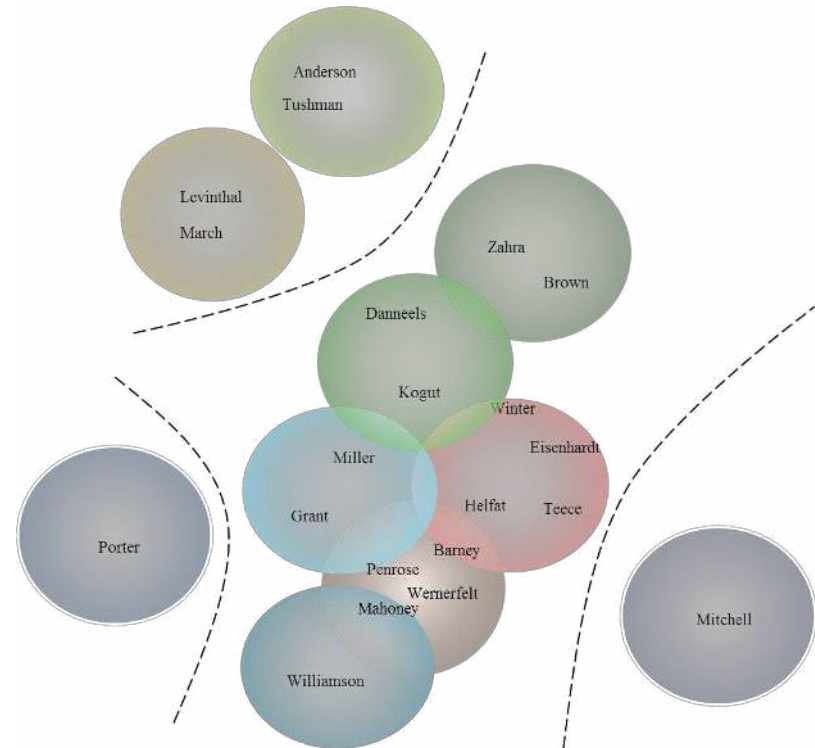 Anderson
Tushman
Levinthal
March
Zahra
Brown
Danneels
Kogut
Winter
Miller
Eisenhardt
Grant
Helfat
Teece
Porter
Barney
Penrose
Wernerfelt
Mahoney
Mitchell
Williamson